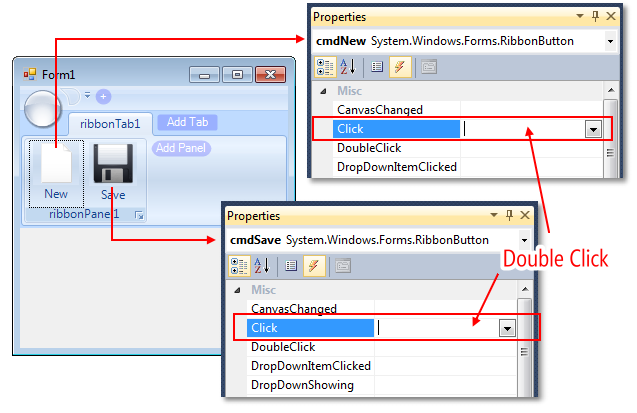 Properties
cmdNew System.Windows.Forms.RibbonButton
Misc
CanvasChanged
Click
DoubleClick
DropDownItemClicked
Form1
ribbonTab1 Add Tab
Add Panel
New Save
ribbonPanel1
Properties
cmdSave System.Windows.Forms.RibbonButton
Misc
CanvasChanged
Click
DoubleClick
DropDownItemClicked
DropDownShowing
Double Click